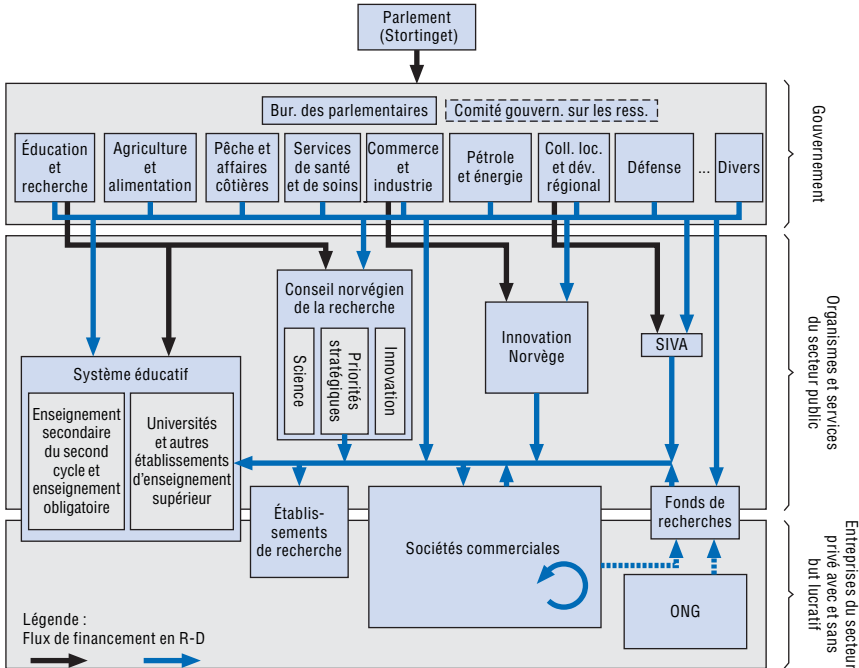 Parlement
(Stortinget)
Bur. des parlementaires
Comité gouvern. sur les ress.
Éducation
et
recherche
Agriculture
et
alimentation
Pêche et
affaires
côtières
Services
de santé
et de soins
Commerce
et
industrie
Pétrole
et énergie
Coll. loc.
et dév.
régional
Défense
...
Divers
Gouvernement
Conseil norvégien
de la recherche
Science
Priorités
stratégiques
Innovation
Innovation
Norvège
SIVA
Organismes et services
du secteur public
Système éducatif
Enseignement
secondaire
du second
cycle et
enseignement
obligatoire
Universités
et autres
établissements
d'enseignement
supérieur
Établis-
sements
de recherche
Sociétés commerciales
Fonds de
recherches
ONG
Entreprises du secteur
privé avec et sans
but lucratif
Légende :
Flux de financement en R-D